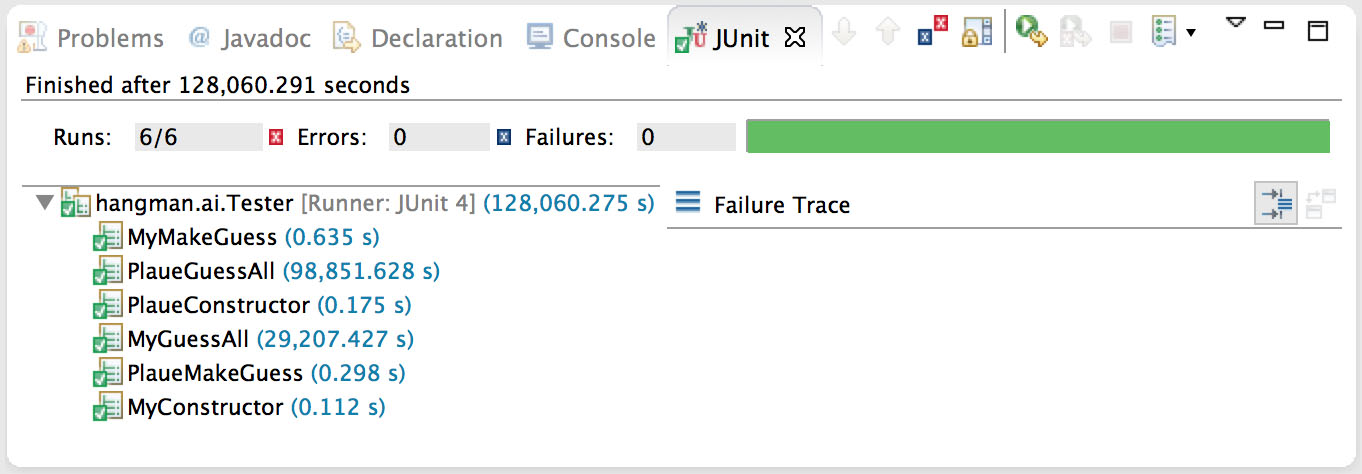 Problems @ Javadoc Declaration Console JUnit
Finished after 128,060.291 seconds
Runs: 6/6 Errors: 0 Failures: 0
hangman.ai.Tester [Runner: JUnit 4] (128,060.275 s)
Failure Trace
MyMakeGuess (0.635 s)
PlaueGuessAll (98,851.628 s)
PlaueConstructor (0.175 s)
MyGuessAll (29,207.427 s)
PlaueMakeGuess (0.298 s)
MyConstructor (0.112 s)